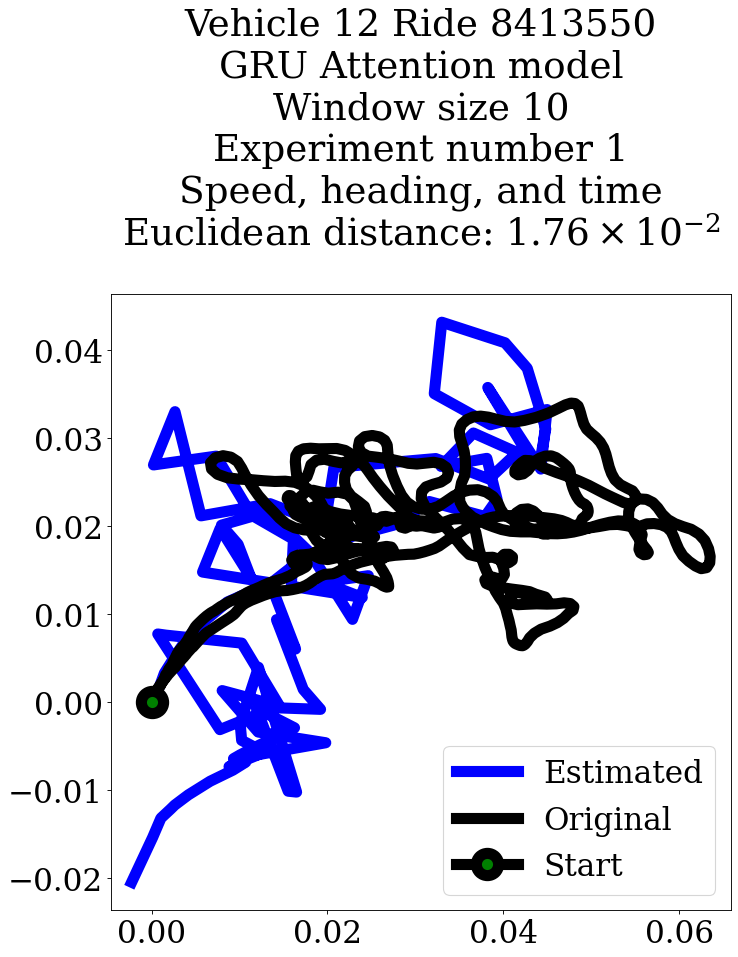 Vehicle 12 Ride 8413550
GRU Attention model
Window size 10
Experiment number 1
Speed, heading, and time
Euclidean distance: 1.76 × 10⁻²
0.04
0.03
0.02
0.01
0.00
−0.01
−0.02
0.00 0.02 0.04 0.06
Estimated
Original
Start